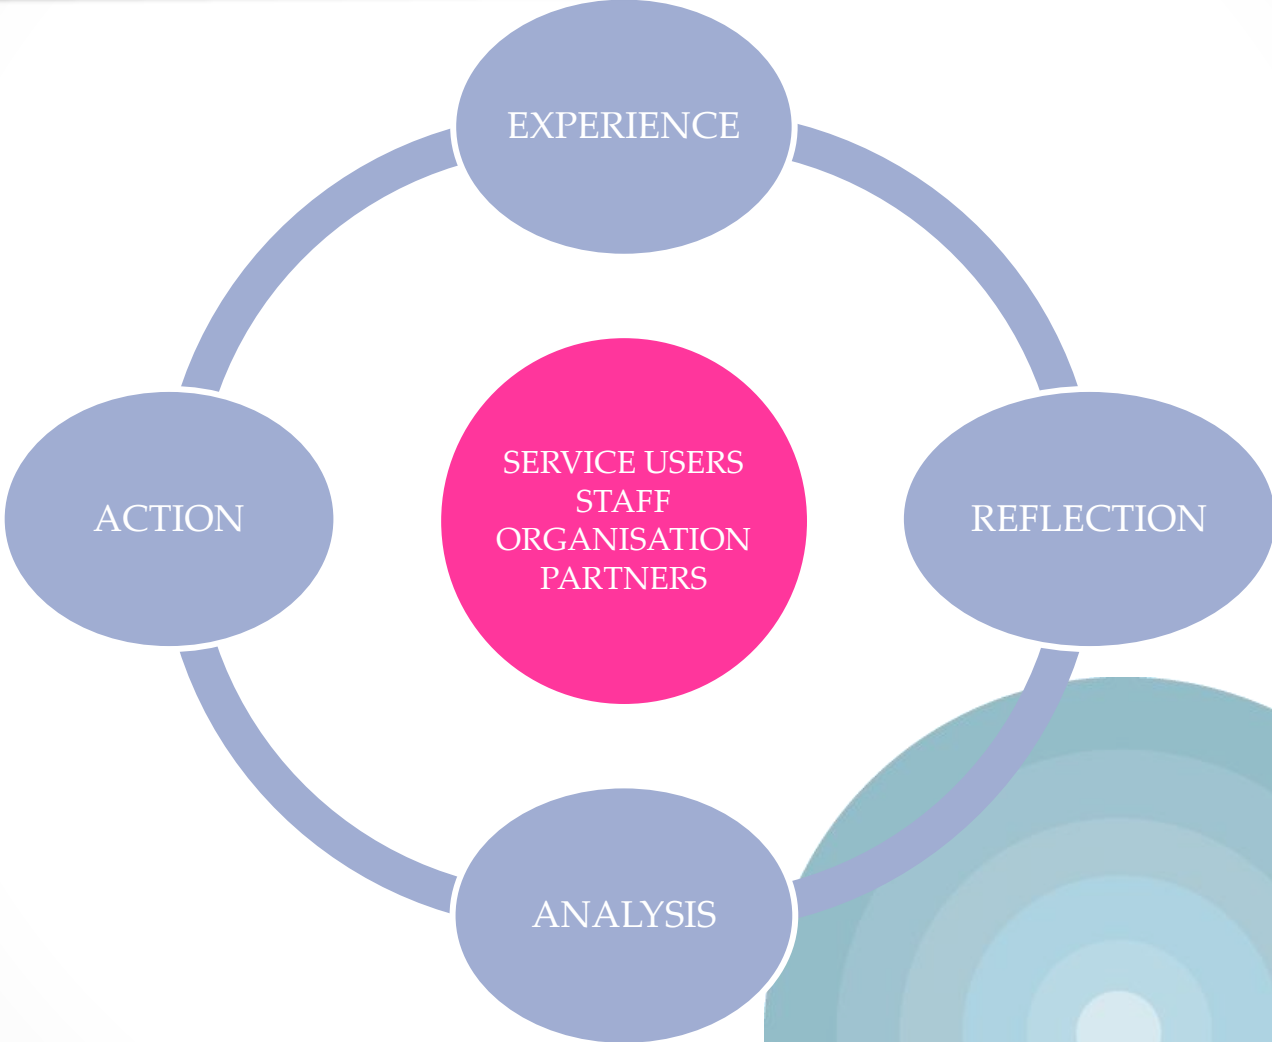 EXPERIENCE
SERVICE USERS
STAFF
ORGANISATION
PARTNERS
ACTION
REFLECTION
ANALYSIS